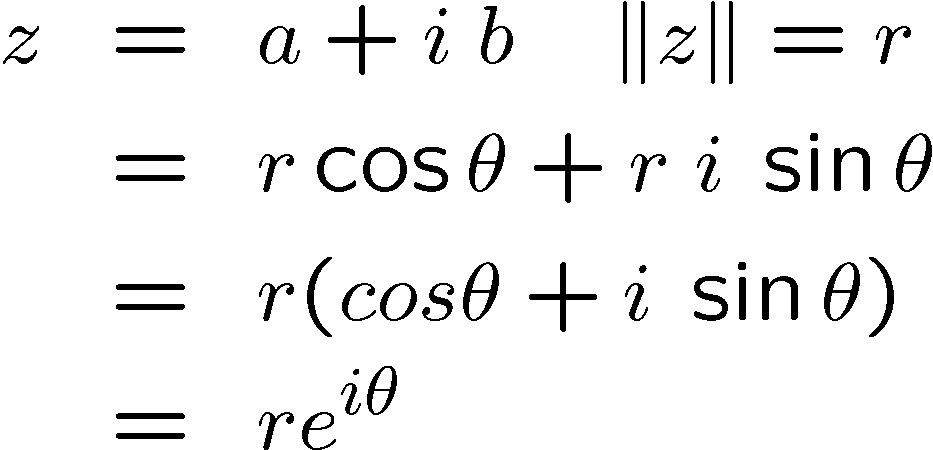 z = a + i b ‖z‖ = r
= r cos θ + r i sin θ
= r(cosθ + i sin θ)
= re^{iθ}